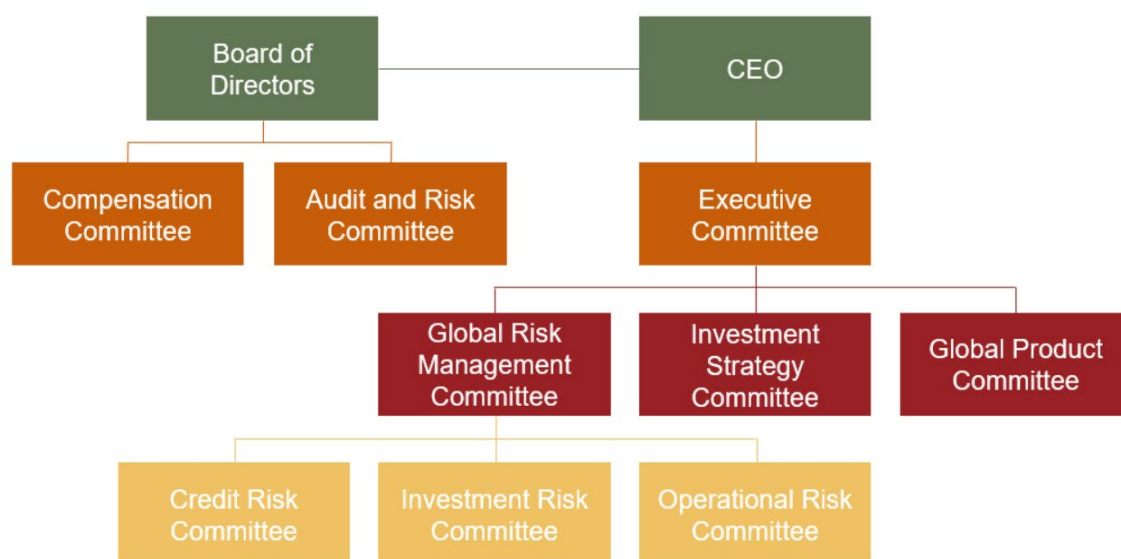 Board of
Directors
CEO
Compensation
Committee
Audit and Risk
Committee
Executive
Committee
Global Risk
Management
Committee
Investment
Strategy
Committee
Global Product
Committee
Credit Risk
Committee
Investment Risk
Committee
Operational Risk
Committee